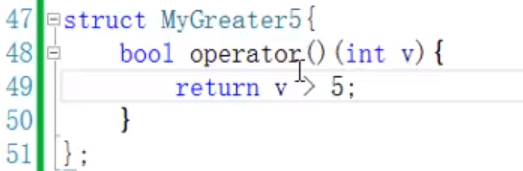 47 struct MyGreater5{
48     bool operator()(int v){
49         return v > 5;
50     }
51 };